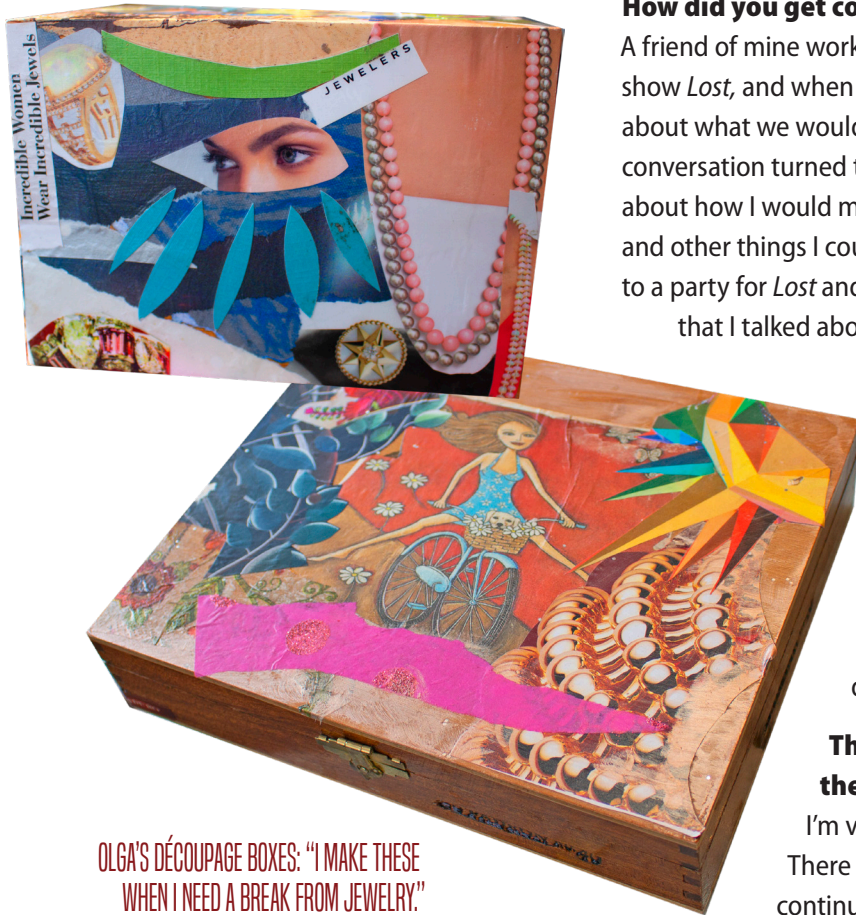 Incredible Women
Wear Incredible Jewels
JEWELERS
How did you get co
A friend of mine work
show Lost, and when
about what we would
conversation turned t
about how I would m
and other things I cou
to a party for Lost and
that I talked abo
c
Th
the
I'm v
There
continu
OLGA'S DÉCOUPAGE BOXES: “I MAKE THESE
WHEN I NEED A BREAK FROM JEWELRY.”